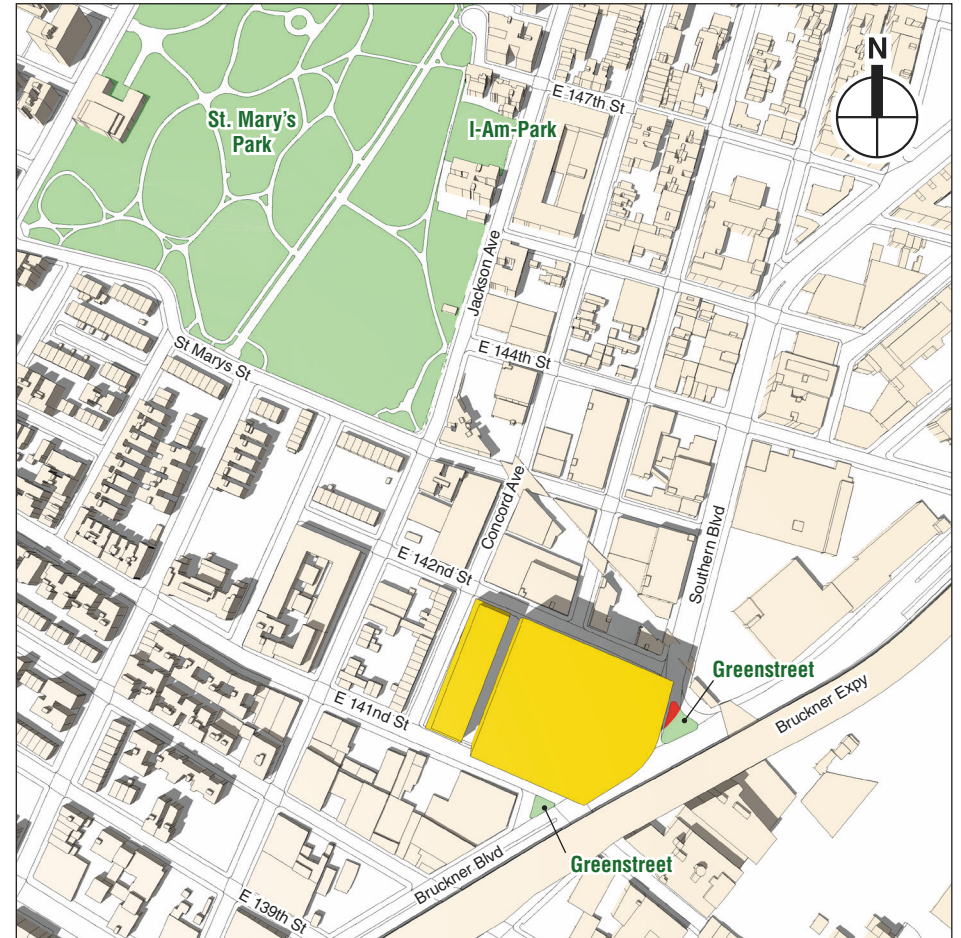 N
E 147th St
St. Mary's
Park
I-Am-Park
Jackson Ave
E 144th St
St Marys St
Concord Ave
E 142nd St
Southern Blvd
Greenstreet
Bruckner Expy
E 141nd St
Greenstreet
Bruckner Blvd
E 139th St